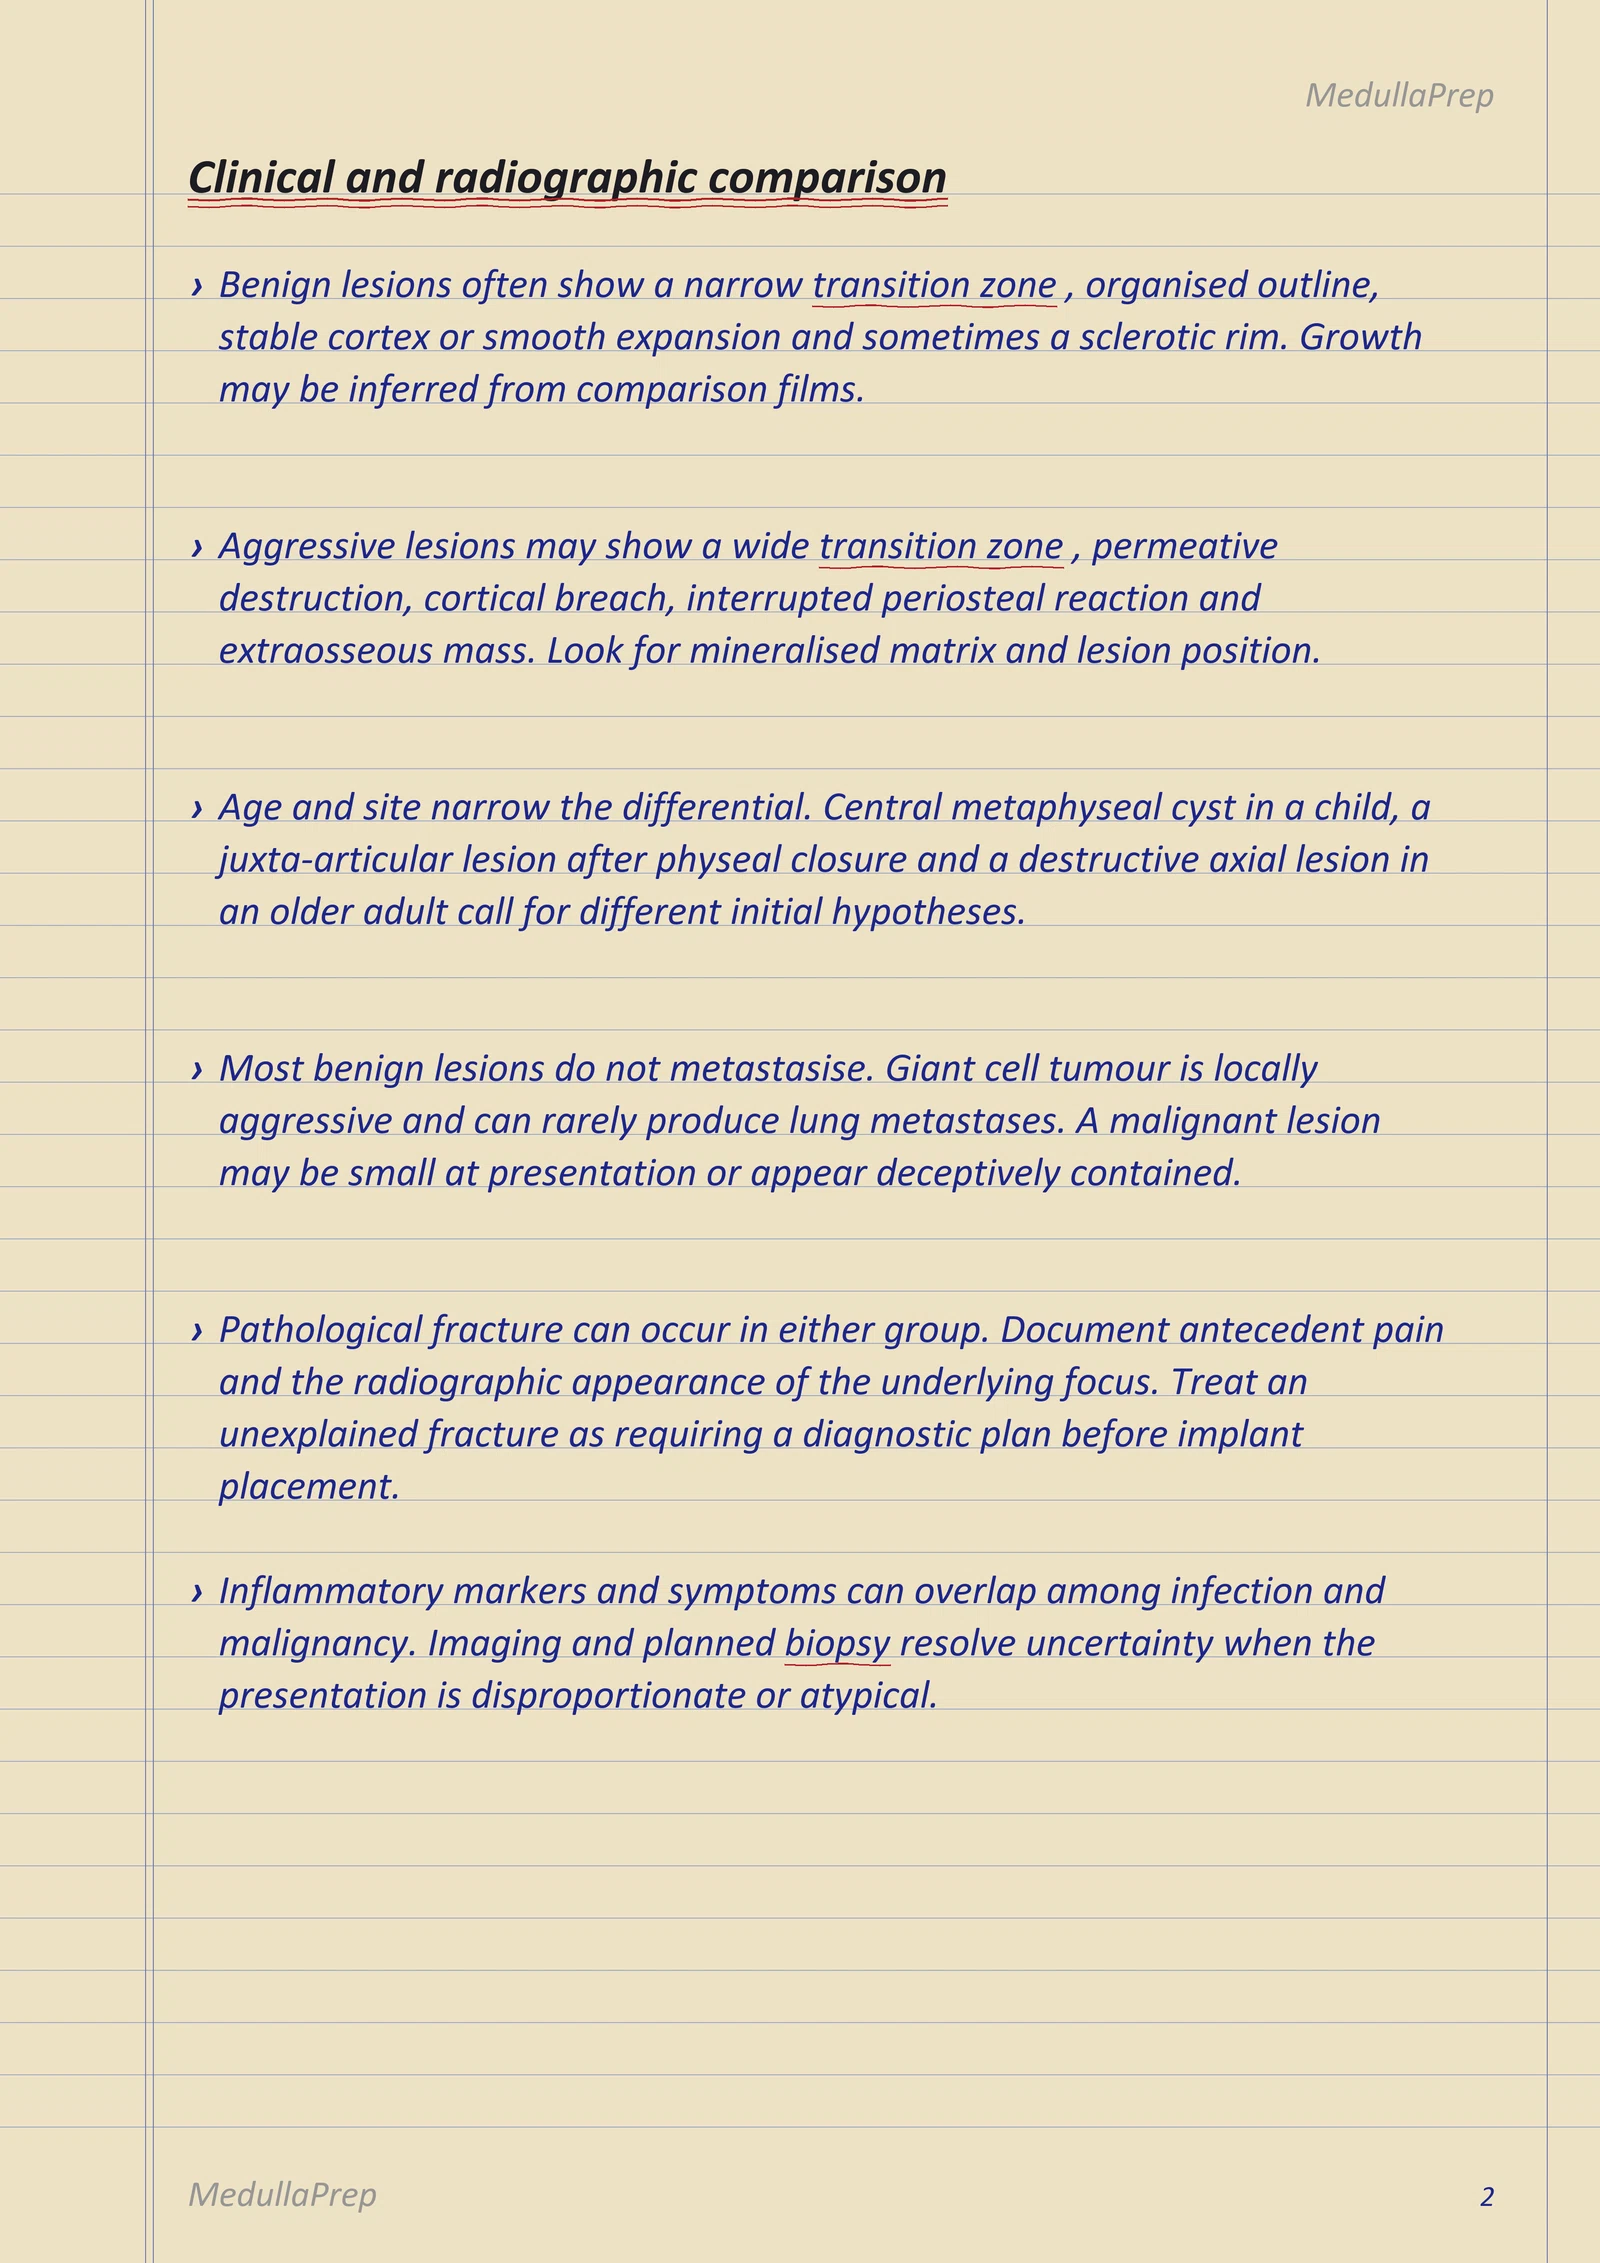 MedullaPrep
Clinical and radiographic comparison
› Benign lesions often show a narrow transition zone , organised outline,
stable cortex or smooth expansion and sometimes a sclerotic rim. Growth
may be inferred from comparison films.
› Aggressive lesions may show a wide transition zone , permeative
destruction, cortical breach, interrupted periosteal reaction and
extraosseous mass. Look for mineralised matrix and lesion position.
› Age and site narrow the differential. Central metaphyseal cyst in a child, a
juxta-articular lesion after physeal closure and a destructive axial lesion in
an older adult call for different initial hypotheses.
› Most benign lesions do not metastasise. Giant cell tumour is locally
aggressive and can rarely produce lung metastases. A malignant lesion
may be small at presentation or appear deceptively contained.
› Pathological fracture can occur in either group. Document antecedent pain
and the radiographic appearance of the underlying focus. Treat an
unexplained fracture as requiring a diagnostic plan before implant
placement.
› Inflammatory markers and symptoms can overlap among infection and
malignancy. Imaging and planned biopsy resolve uncertainty when the
presentation is disproportionate or atypical.
MedullaPrep
2